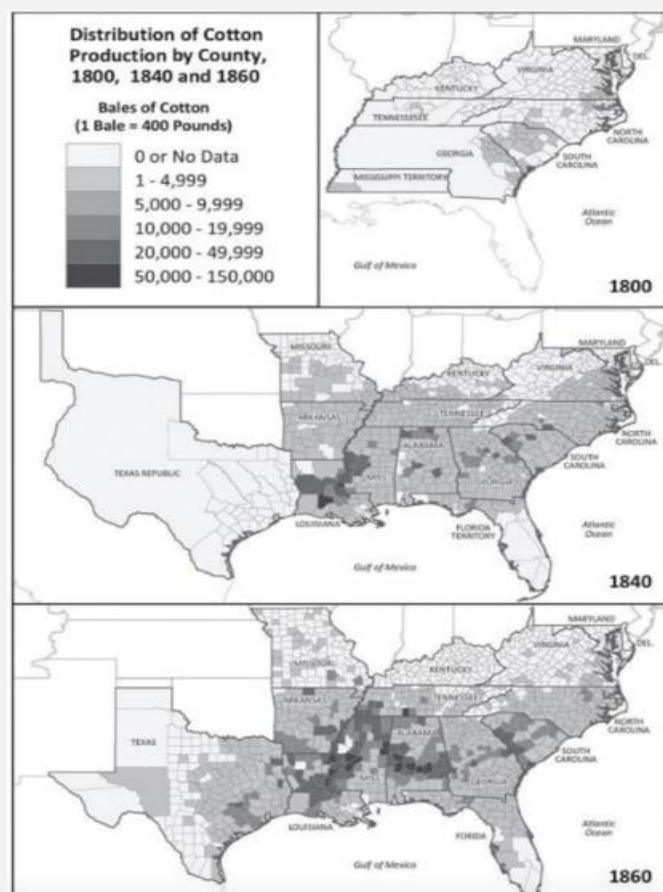 Distribution of Cotton
Production by County,
1800, 1840 and 1860
Bales of Cotton
(1 Bale = 400 Pounds)
0 or No Data
1 - 4,999
5,000 - 9,999
10,000 - 19,999
20,000 - 49,999
50,000 - 150,000
MARYLAND
DEL.
VIRGINIA
KENTUCKY
TENNESSEE
NORTH
CAROLINA
GEORGIA
SOUTH
CAROLINA
MISSISSIPPI TERRITORY
Atlantic
Ocean
Gulf of Mexico
1800
MISSOURI
MARYLAND
DEL.
VIRGINIA
KENTUCKY
ARKANSAS
TENNESSEE
NORTH
CAROLINA
ALABAMA
SOUTH
CAROLINA
TEXAS REPUBLIC
MISS
GEORGIA
LOUISIANA
FLORIDA
TERRITORY
Atlantic
Ocean
Gulf of Mexico
1840
MARYLAND
DEL.
VIRGINIA
MISSOURI
KENTUCKY
ARKANSAS
TENNESSEE
NORTH
CAROLINA
TEXAS
ALABAMA
SOUTH
CAROLINA
MISS
GEORGIA
LOUISIANA
FLORIDA
Atlantic
Ocean
Gulf of Mexico
1860